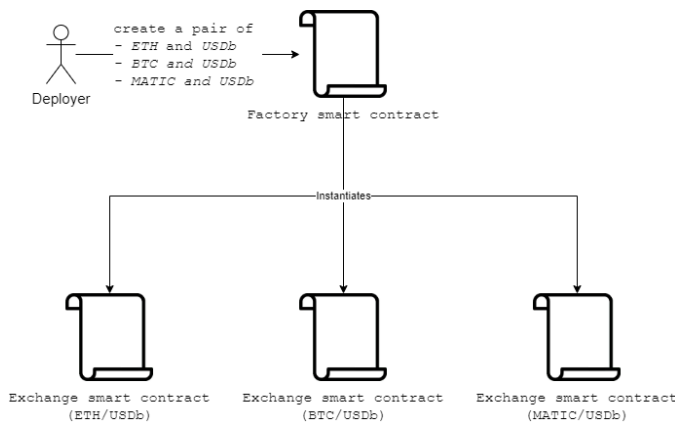 create a pair of
- ETH and USDb
- BTC and USDb
- MATIC and USDb
Deployer
Factory smart contract
Instantiates
Exchange smart contract
(ETH/USDb)
Exchange smart contract
(BTC/USDb)
Exchange smart contract
(MATIC/USDb)